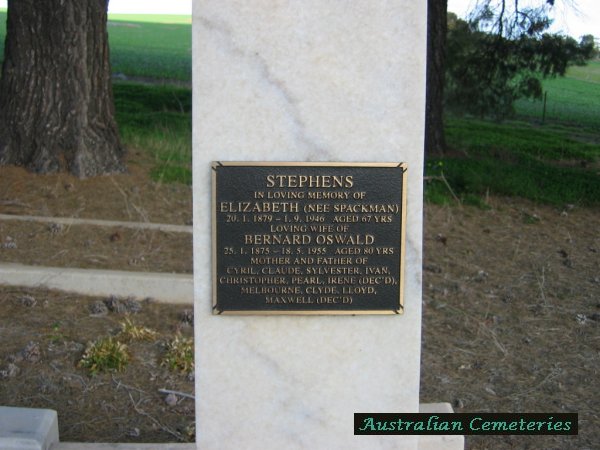 STEPHENS
IN LOVING MEMORY OF
ELIZABETH (NEE SPACKMAN)
20. 1. 1879 – 1. 9. 1946 AGED 67 YRS
LOVING WIFE OF
BERNARD OSWALD
25. 1. 1875 – 18. 5. 1955 AGED 80 YRS
MOTHER AND FATHER OF
CYRIL, CLAUDE, SYLVESTER, IVAN,
CHRISTOPHER, PEARL, IRENE (DEC'D),
MELBOURNE, CLYDE, LLOYD,
MAXWELL (DEC'D)
Australian Cemeteries